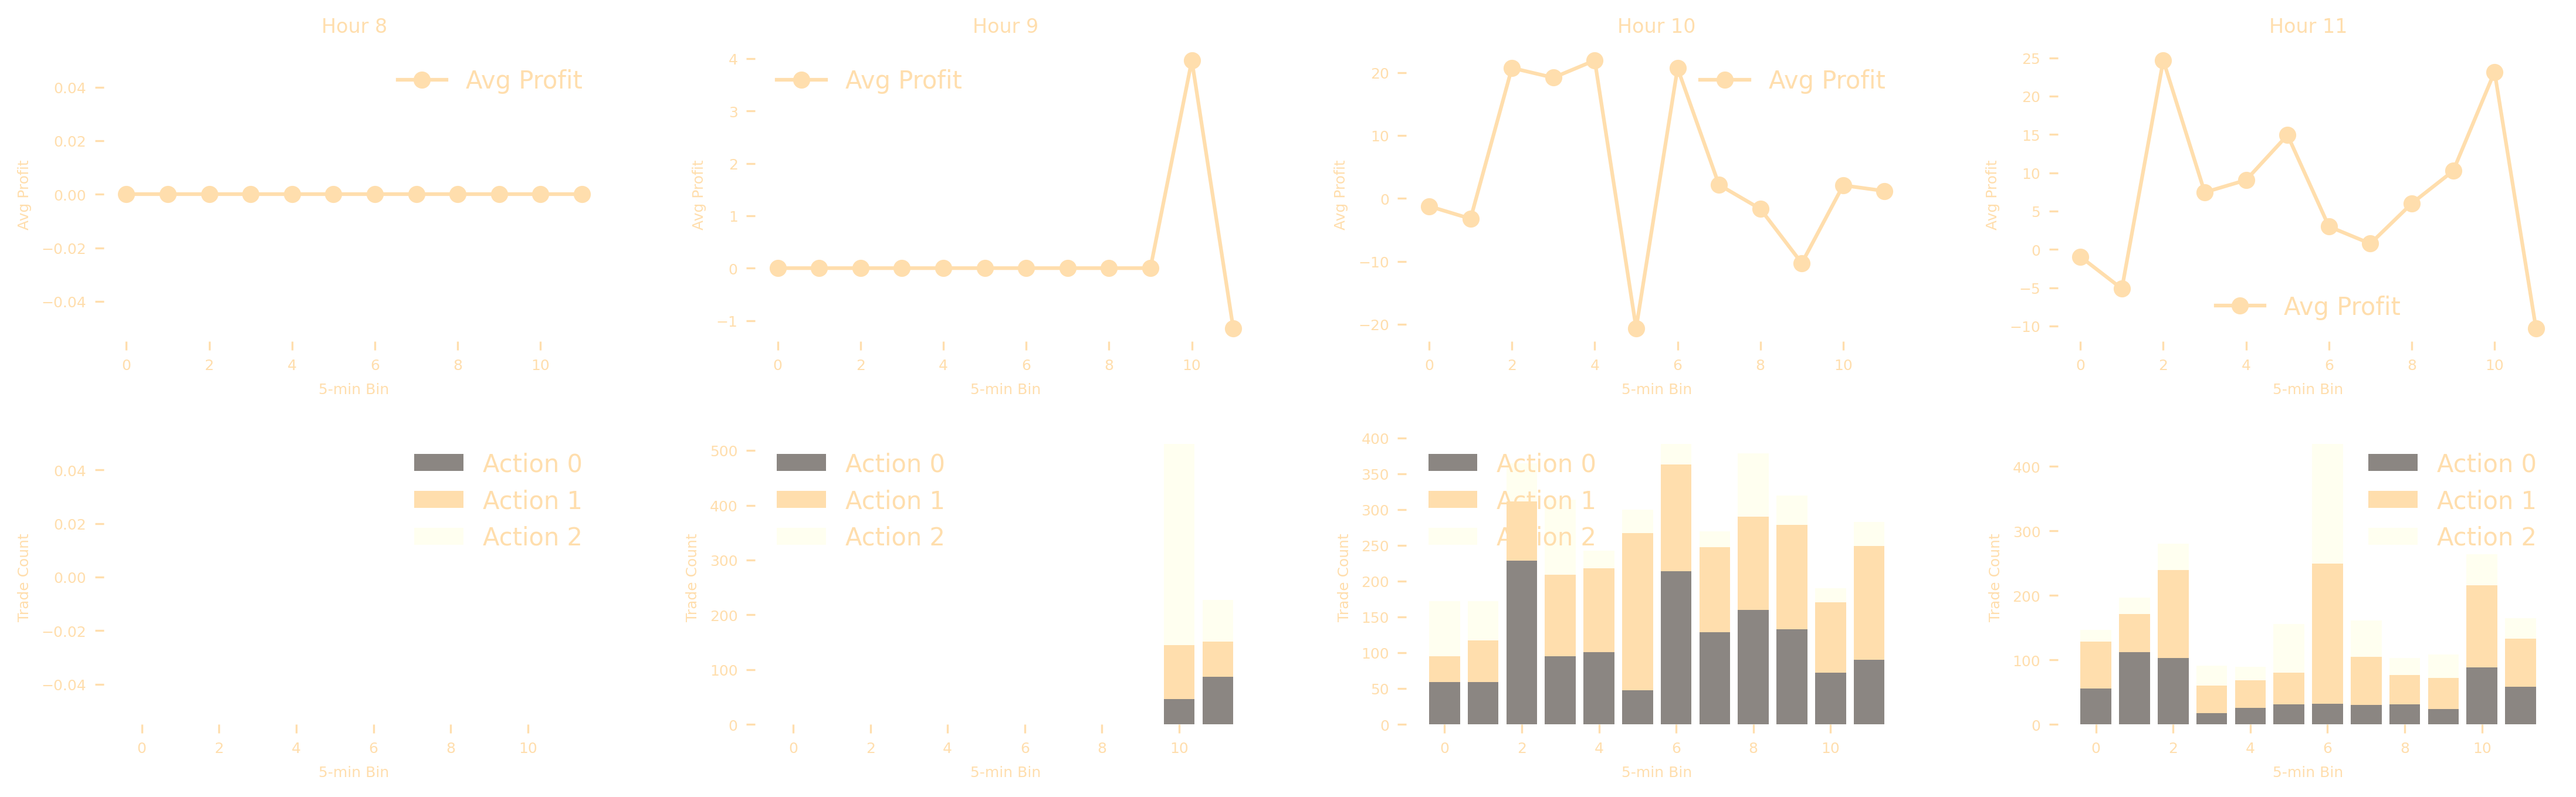 Hour 8
Avg Profit
0.04
0.02
0.00
−0.02
−0.04
Avg Profit
0 2 4 6 8 10
5-min Bin
Hour 9
Avg Profit
4
3
2
1
0
−1
Avg Profit
0 2 4 6 8 10
5-min Bin
Hour 10
Avg Profit
20
10
0
−10
−20
Avg Profit
0 2 4 6 8 10
5-min Bin
Hour 11
Avg Profit
25
20
15
10
5
0
−5
−10
Avg Profit
0 2 4 6 8 10
5-min Bin
Action 0
Action 1
Action 2
0.04
0.02
0.00
−0.02
−0.04
Trade Count
0 2 4 6 8 10
5-min Bin
Action 0
Action 1
Action 2
500
400
300
200
100
0
Trade Count
0 2 4 6 8 10
5-min Bin
Action 0
Action 1
Action 2
400
350
300
250
200
150
100
50
0
Trade Count
0 2 4 6 8 10
5-min Bin
Action 0
Action 1
Action 2
400
300
200
100
0
Trade Count
0 2 4 6 8 10
5-min Bin